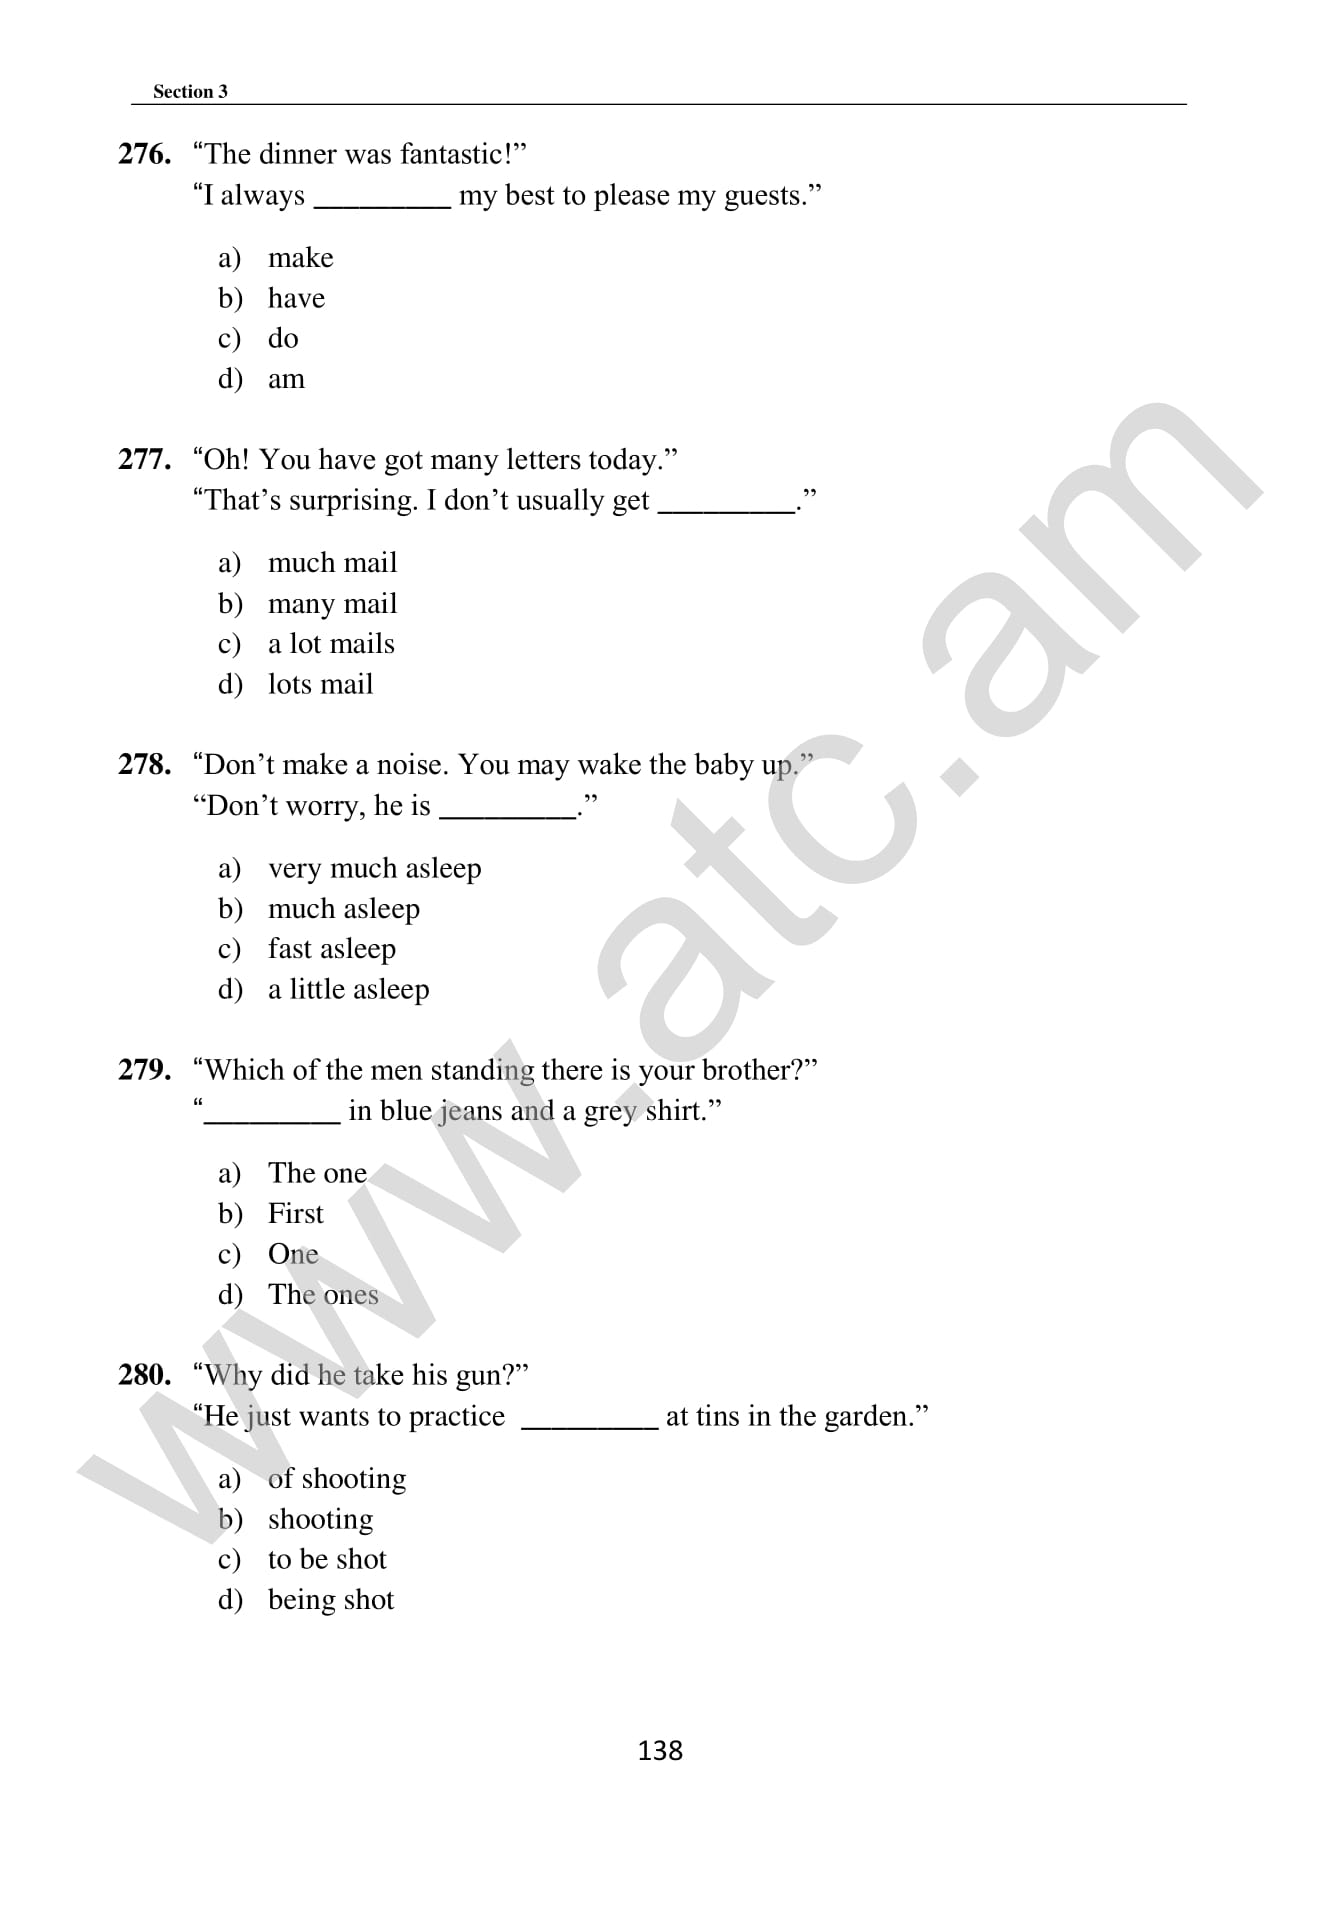 Section 3
276. “The dinner was fantastic!”
“I always _________ my best to please my guests.”
a) make
b) have
c) do
d) am
277. “Oh! You have got many letters today.”
“That’s surprising. I don’t usually get _________.”
a) much mail
b) many mail
c) a lot mails
d) lots mail
278. “Don’t make a noise. You may wake the baby up.”
“Don’t worry, he is _________.”
a) very much asleep
b) much asleep
c) fast asleep
d) a little asleep
279. “Which of the men standing there is your brother?”
“_________ in blue jeans and a grey shirt.”
a) The one
b) First
c) One
d) The ones
280. “Why did he take his gun?”
“He just wants to practice _________ at tins in the garden.”
a) of shooting
b) shooting
c) to be shot
d) being shot
138
www.atc.am